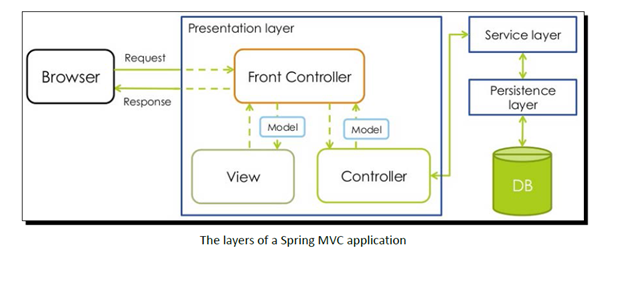 Presentation layer
Browser
Request
Response
Front Controller
Model
Model
View
Controller
Service layer
Persistence
layer
DB
The layers of a Spring MVC application